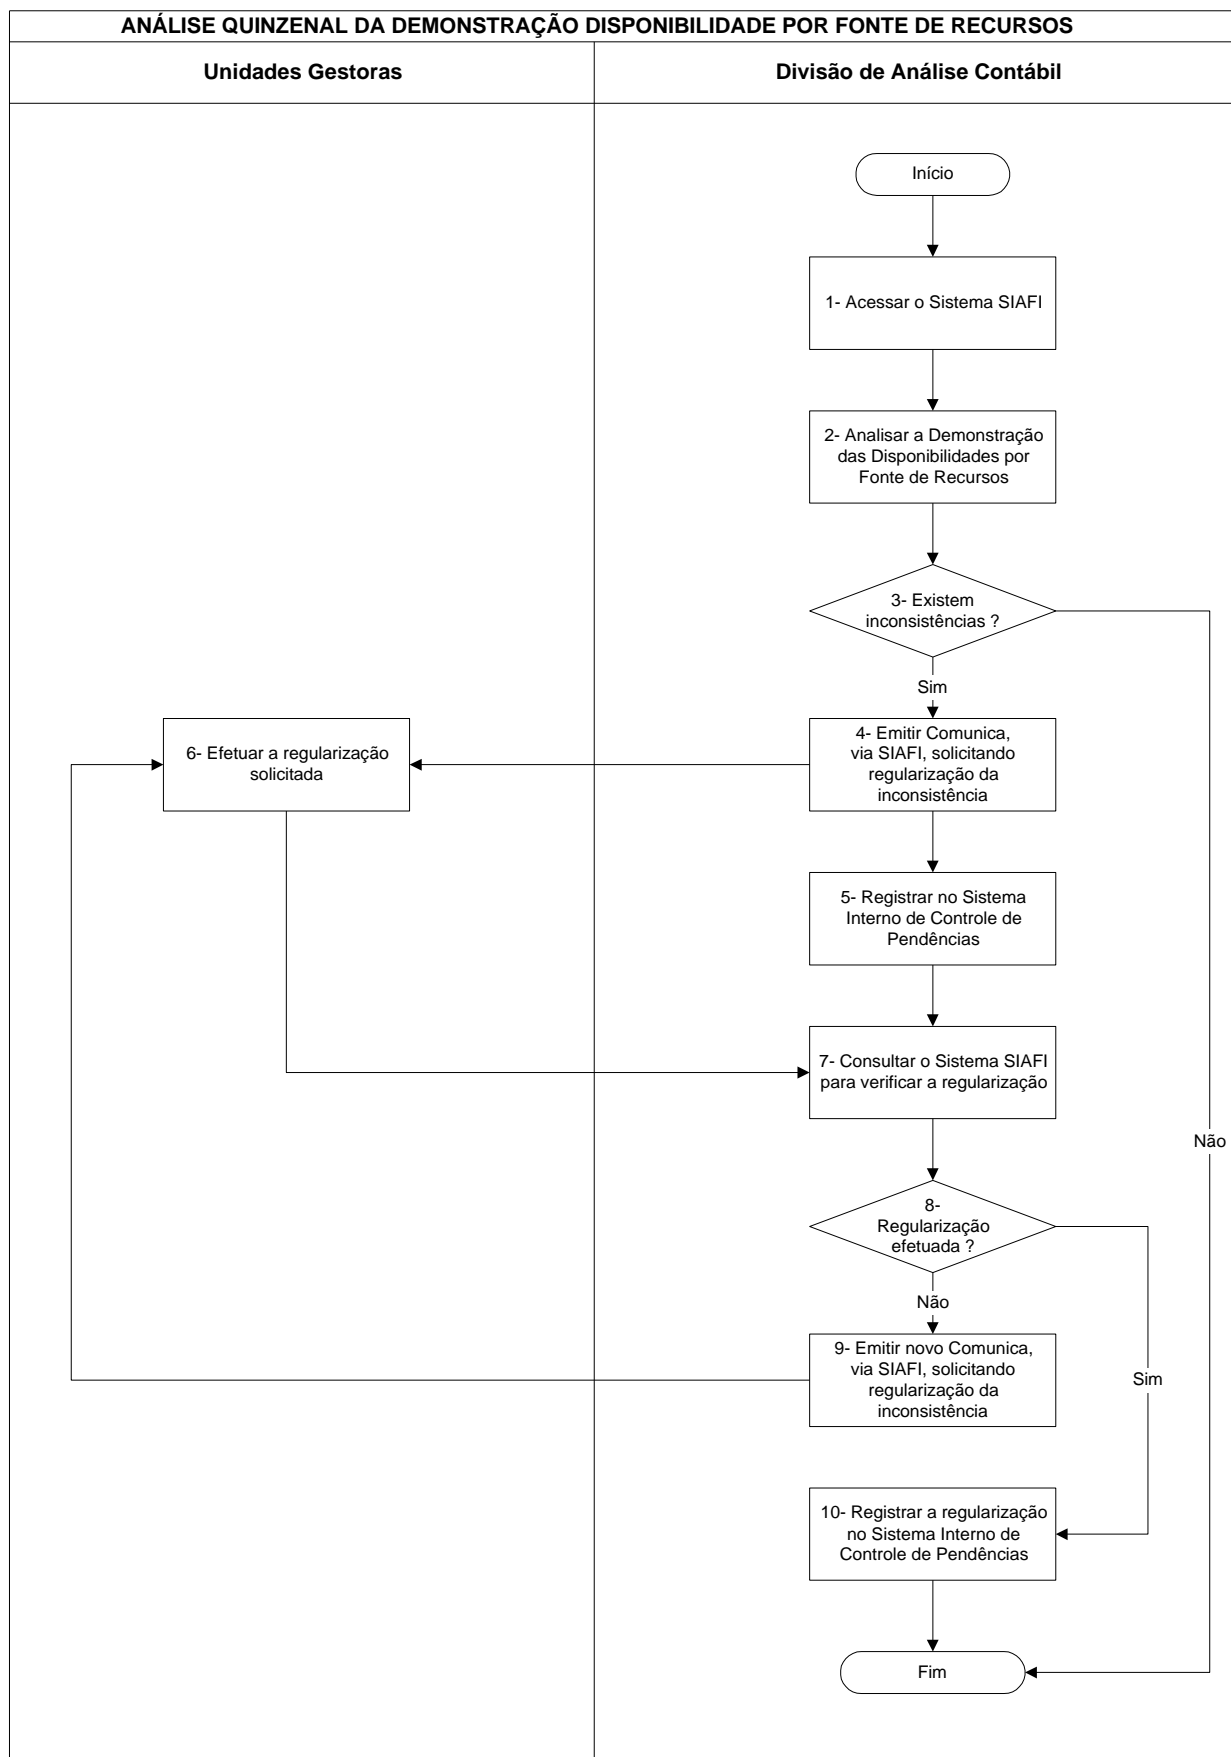 ANÁLISE QUINZENAL DA DEMONSTRAÇÃO DISPONIBILIDADE POR FONTE DE RECURSOS
Unidades Gestoras
Divisão de Análise Contábil
Início
1- Acessar o Sistema SIAFI
2- Analisar a Demonstração
das Disponibilidades por
Fonte de Recursos
3- Existem
inconsistências ?
Sim
4- Emitir Comunica,
via SIAFI, solicitando
regularização da
inconsistência
6- Efetuar a regularização
solicitada
5- Registrar no Sistema
Interno de Controle de
Pendências
7- Consultar o Sistema SIAFI
para verificar a regularização
Não
8-
Regularização
efetuada ?
Não
9- Emitir novo Comunica,
via SIAFI, solicitando
regularização da
inconsistência
Sim
10- Registrar a regularização
no Sistema Interno de
Controle de Pendências
Fim